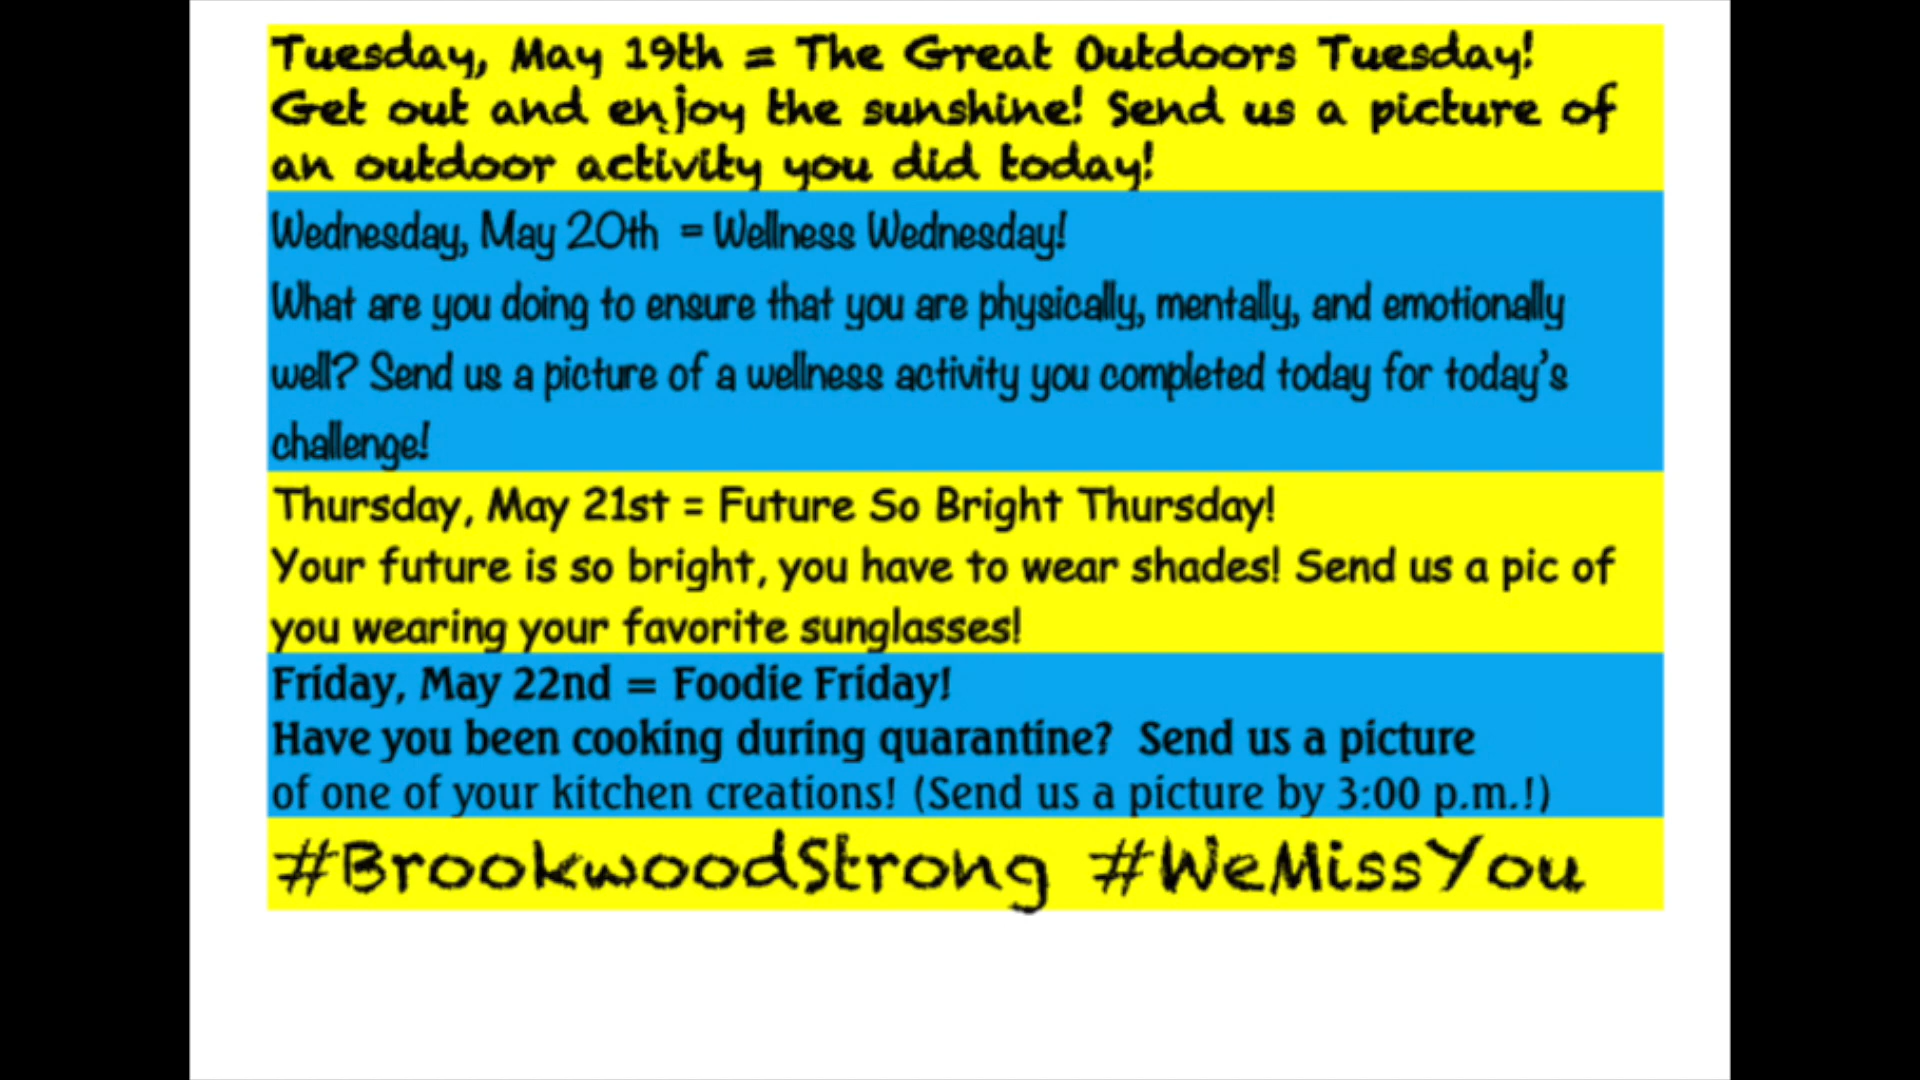 Tuesday, May 19th = The Great Outdoors Tuesday!
Get out and enjoy the sunshine! Send us a picture of
an outdoor activity you did today!
Wednesday, May 20th = Wellness Wednesday!
What are you doing to ensure that you are physically, mentally, and emotionally
well? Send us a picture of a wellness activity you completed today for today's
challenge!
Thursday, May 21st = Future So Bright Thursday!
Your future is so bright, you have to wear shades! Send us a pic of
you wearing your favorite sunglasses!
Friday, May 22nd = Foodie Friday!
Have you been cooking during quarantine?  Send us a picture
of one of your kitchen creations! (Send us a picture by 3:00 p.m.!)
#BrookwoodStrong #WeMissYou